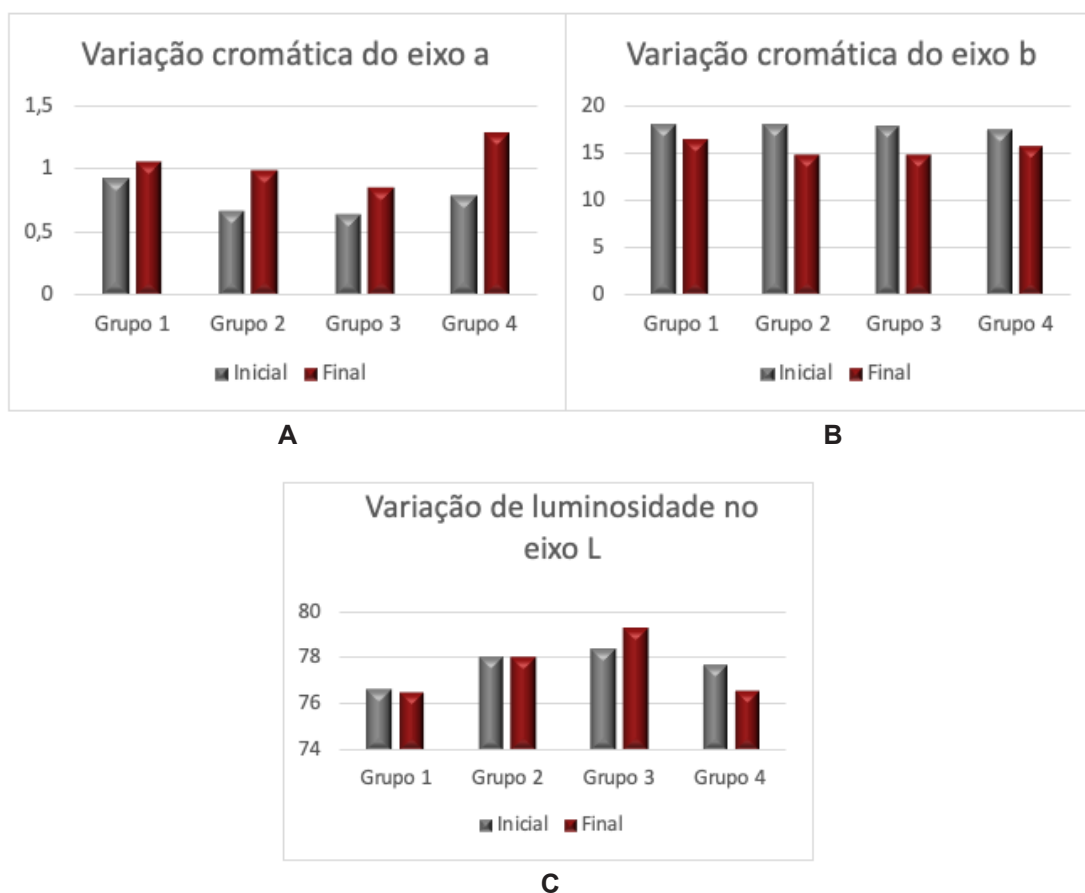 Variação cromática do eixo a
1,5
1
0,5
0
Grupo 1 Grupo 2 Grupo 3 Grupo 4
Inicial Final
A
Variação cromática do eixo b
20
15
10
5
0
Grupo 1 Grupo 2 Grupo 3 Grupo 4
Inicial Final
B
Variação de luminosidade no
eixo L
80
78
76
74
Grupo 1 Grupo 2 Grupo 3 Grupo 4
Inicial Final
C